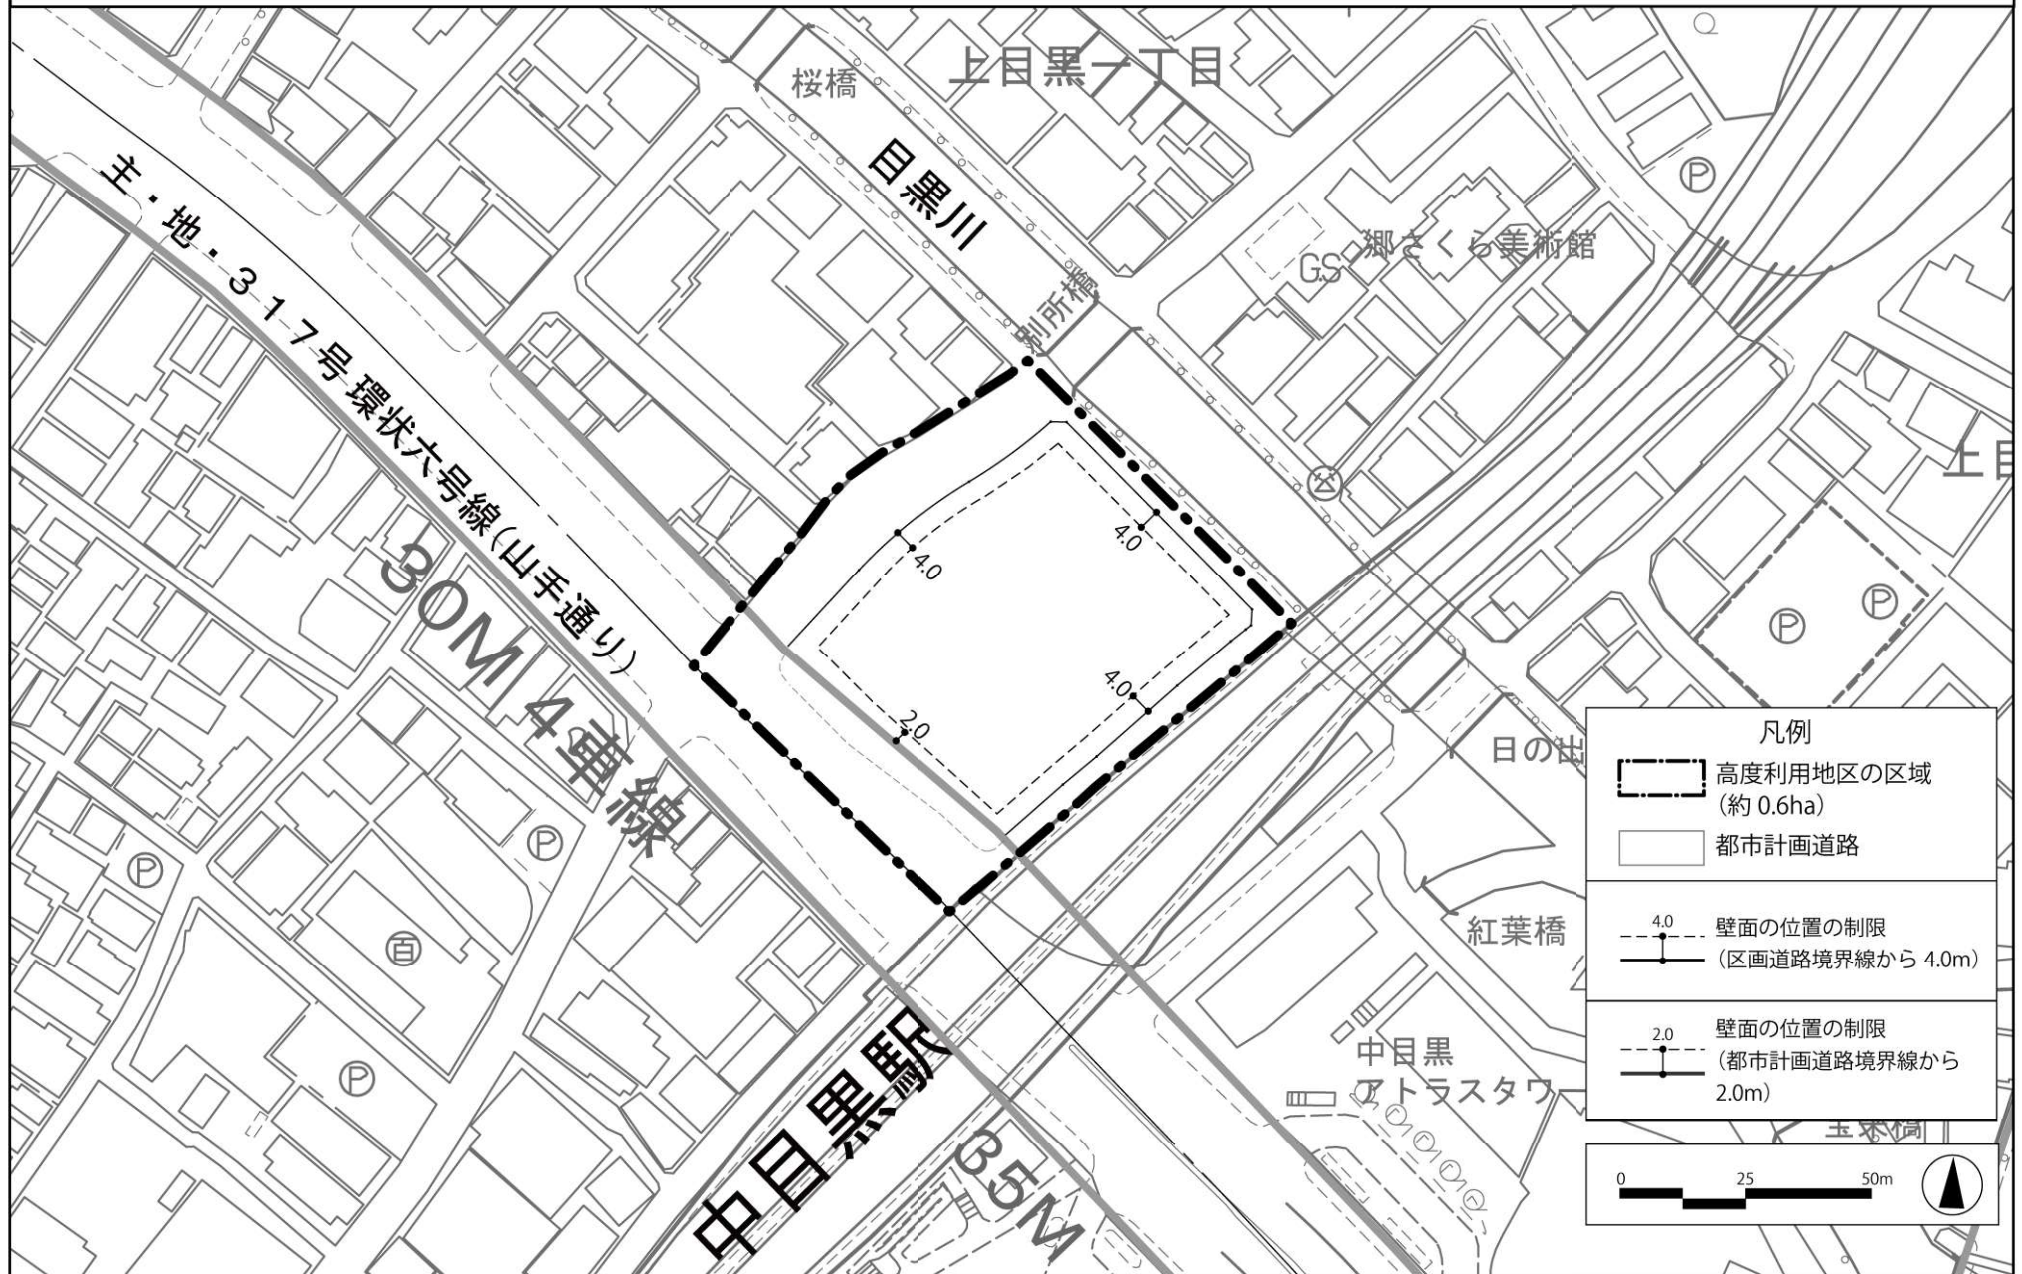 上目黒一丁目
桜橋
目黒川
主・地・317号 環状六号線(山手通り)
30M 4車線
別所橋
郷さくら美術館
G.S
P
上目
4.0
4.0
P
P
4.0
2.0
日の出
P
P
百
P
紅葉橋
中目黒駅
35M
中目黒
アトラスタワ
凡例
高度利用地区の区域
(約 0.6ha)
都市計画道路
4.0
壁面の位置の制限
(区画道路境界線から 4.0m)
2.0
壁面の位置の制限
(都市計画道路境界線から
2.0m)
0 25 50m